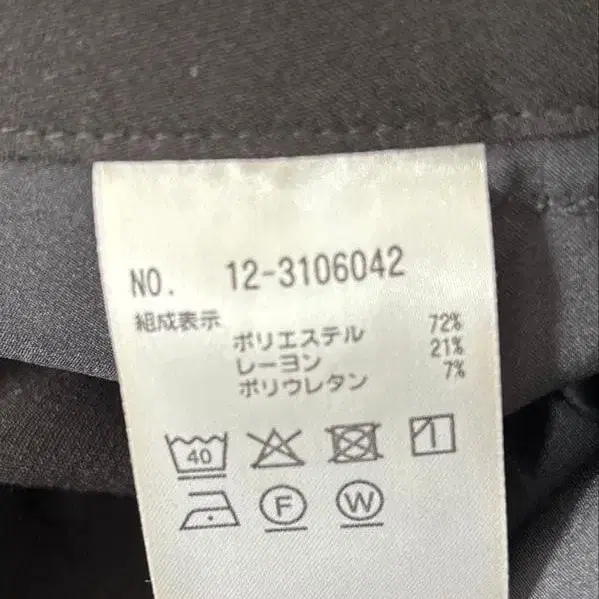 NO. 12-3106042
組成表示
ポリエステル 72%
レーヨン 21%
ポリウレタン 7%
40
F W